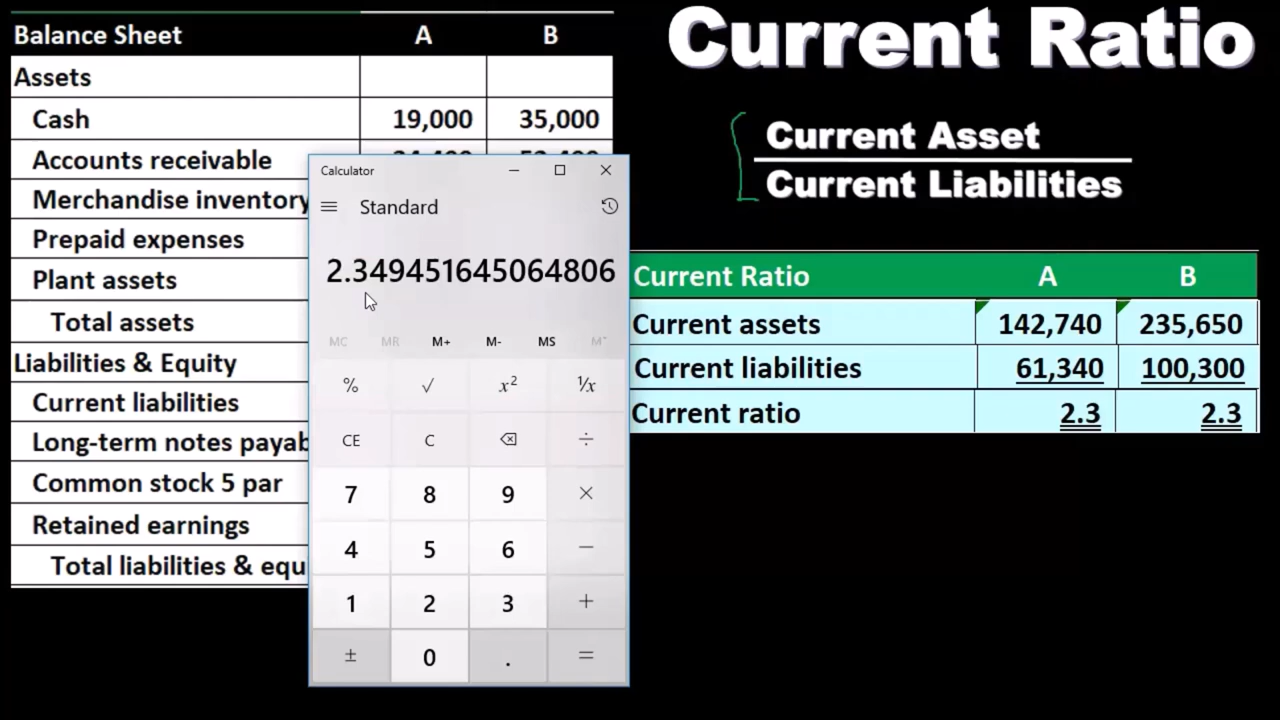 Current Ratio
Current Asset
Current Liabilities
Balance Sheet A B
Assets
Cash 19,000 35,000
Accounts receivable
Merchandise inventory
Prepaid expenses
Plant assets
Total assets
Liabilities & Equity
Current liabilities
Long-term notes payab
Common stock 5 par
Retained earnings
Total liabilities & equ
Calculator
Standard
2.349451645064806
MC MR M+ M- MS M˅
% √ x² ¹/x
CE C ⌫ ÷
7 8 9 ×
4 5 6 −
1 2 3 +
± 0 . =
Current Ratio A B
Current assets 142,740 235,650
Current liabilities 61,340 100,300
Current ratio 2.3 2.3